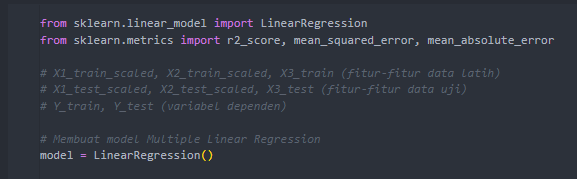 from sklearn.linear_model import LinearRegression
from sklearn.metrics import r2_score, mean_squared_error, mean_absolute_error
# X1_train_scaled, X2_train_scaled, X3_train (fitur-fitur data latih)
# X1_test_scaled, X2_test_scaled, X3_test (fitur-fitur data uji)
# Y_train, Y_test (variabel dependen)
# Membuat model Multiple Linear Regression
model = LinearRegression()